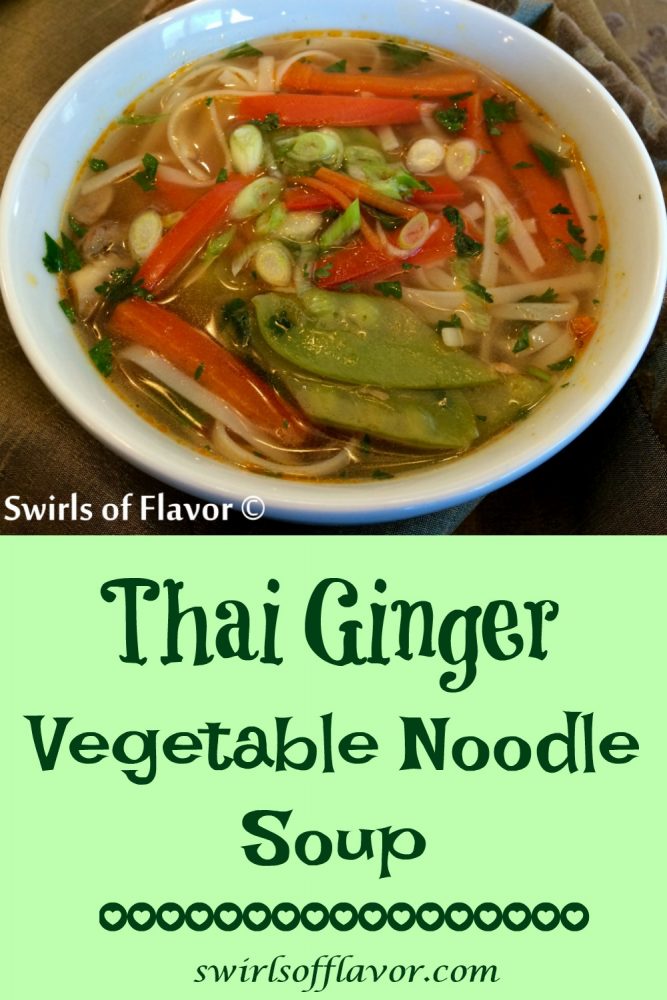 Swirls of Flavor ©
Thai Ginger
Vegetable Noodle
Soup
swirlsofflavor.com